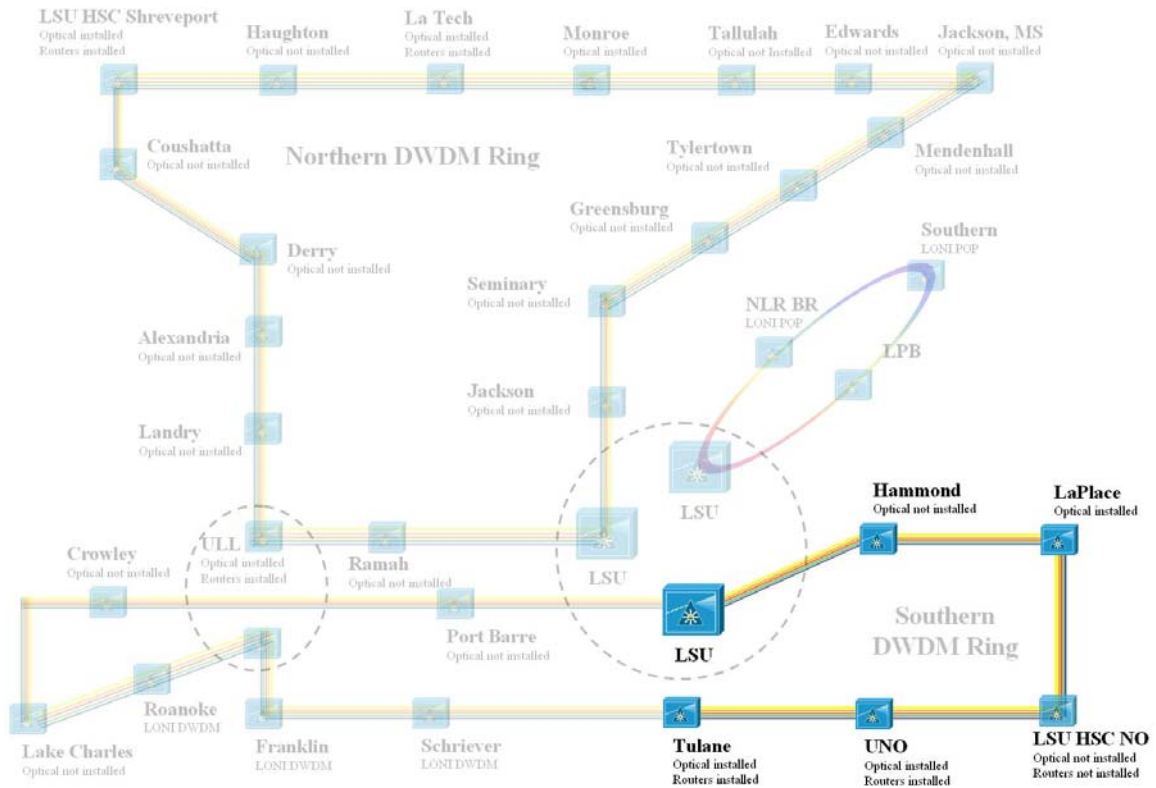 LSU HSC Shreveport
Optical installed
Routers installed
Haughton
Optical not installed
La Tech
Optical installed
Routers installed
Monroe
Optical not installed
Tallulah
Optical not Installed
Edwards
Optical not installed
Jackson, MS
Optical not installed
Coushatta
Optical not installed
Northern DWDM Ring
Tylertown
Optical not installed
Mendenhall
Optical not installed
Greensburg
Optical not installed
Derry
Optical not installed
Southern
LONI POP
Seminary
Optical not installed
NLR BR
LONI POP
Alexandria
Optical not installed
LPB
Jackson
Optical not installed
Landry
Optical not installed
LSU
Hammond
Optical not installed
LaPlace
Optical installed
ULL
Optical installed
Routers installed
Crowley
Optical not installed
Ramah
Optical not installed
LSU
Port Barre
Optical not installed
LSU
Southern
DWDM Ring
Roanoke
LONI DWDM
Lake Charles
Optical not installed
Franklin
LONI DWDM
Schriever
LONI DWDM
Tulane
Optical installed
Routers installed
UNO
Optical installed
Routers installed
LSU HSC NO
Optical not installed
Routers not installed